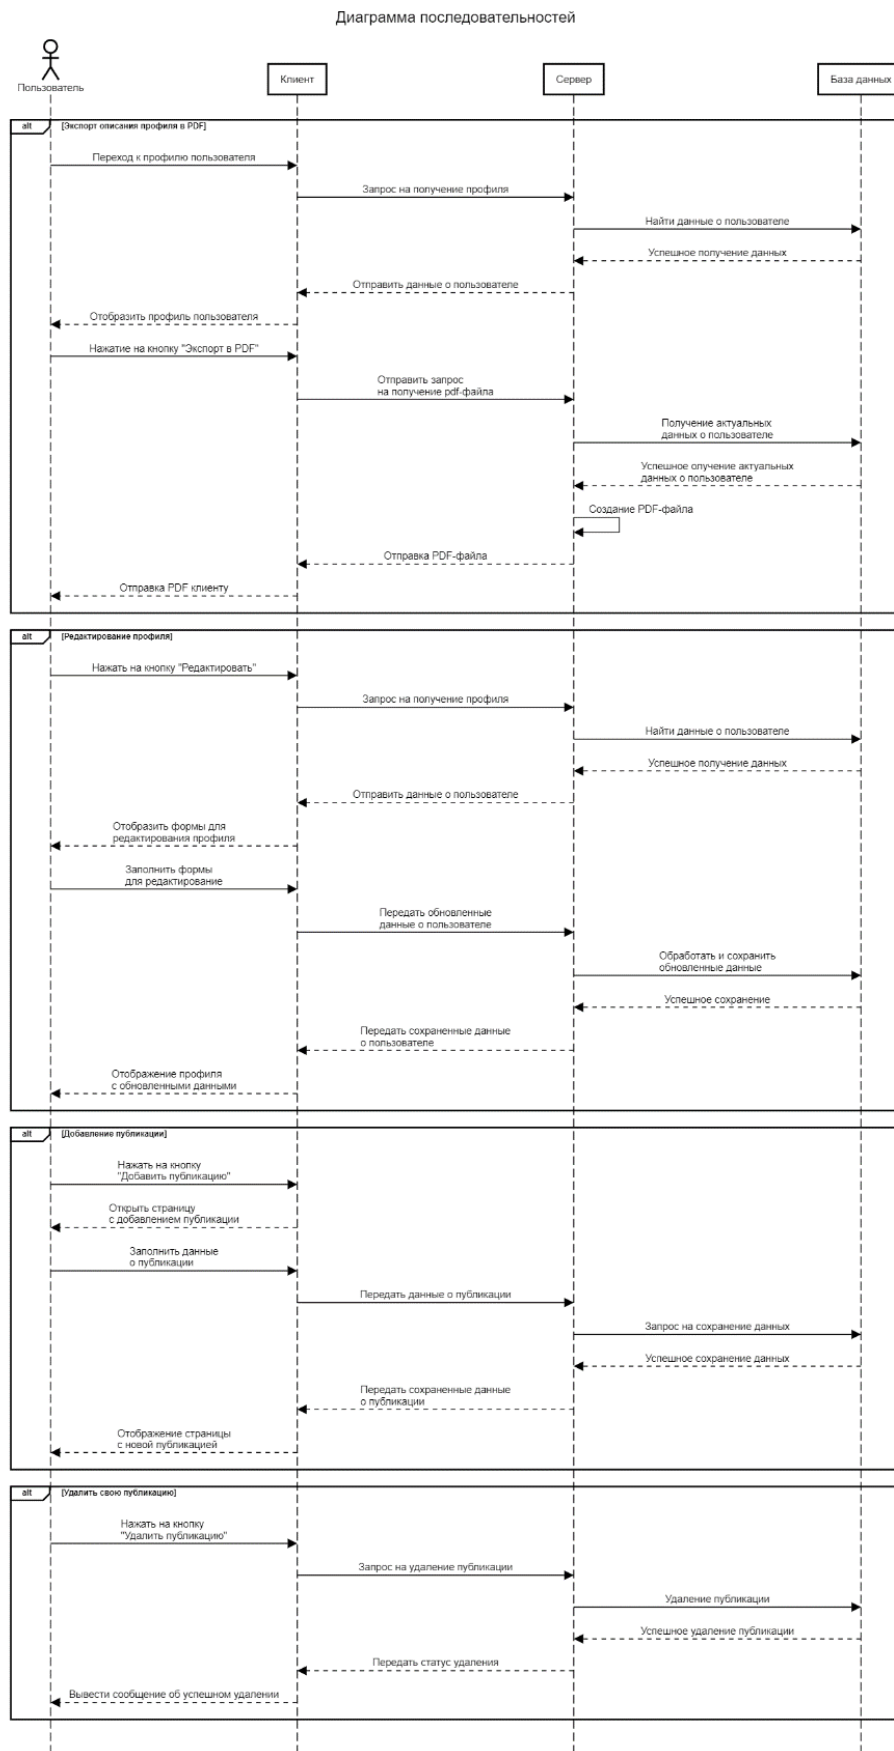 Диаграмма последовательностей
Пользователь
Клиент
Сервер
База данных
alt
[Экспорт описания профиля в PDF]
Переход к профилю пользователя
Запрос на получение профиля
Найти данные о пользователе
Успешное получение данных
Отправить данные о пользователе
Отобразить профиль пользователя
Нажатие на кнопку "Экспорт в PDF"
Отправить запрос
на получение pdf-файла
Получение актуальных
данных о пользователе
Успешное олучение актуальных
данных о пользователе
Создание PDF-файла
Отправка PDF-файла
Отправка PDF клиенту
alt
[Редактирование профиля]
Нажать на кнопку "Редактировать"
Запрос на получение профиля
Найти данные о пользователе
Успешное получение данных
Отправить данные о пользователе
Отобразить формы для
редактирования профиля
Заполнить формы
для редактирование
Передать обновленные
данные о пользователе
Обработать и сохранить
обновленные данные
Успешное сохранение
Передать сохраненные данные
о пользователе
Отображение профиля
с обновленными данными
alt
[Добавление публикации]
Нажать на кнопку
"Добавить публикацию"
Открыть страницу
с добавлением публикации
Заполнить данные
о публикации
Передать данные о публикации
Запрос на сохранение данных
Успешное сохранение данных
Передать сохраненные данные
о публикации
Отображение страницы
с новой публикацией
alt
[Удалить свою публикацию]
Нажать на кнопку
"Удалить публикацию"
Запрос на удаление публикации
Удаление публикации
Успешное удаление публикации
Передать статус удаления
Вывести сообщение об успешном удалении